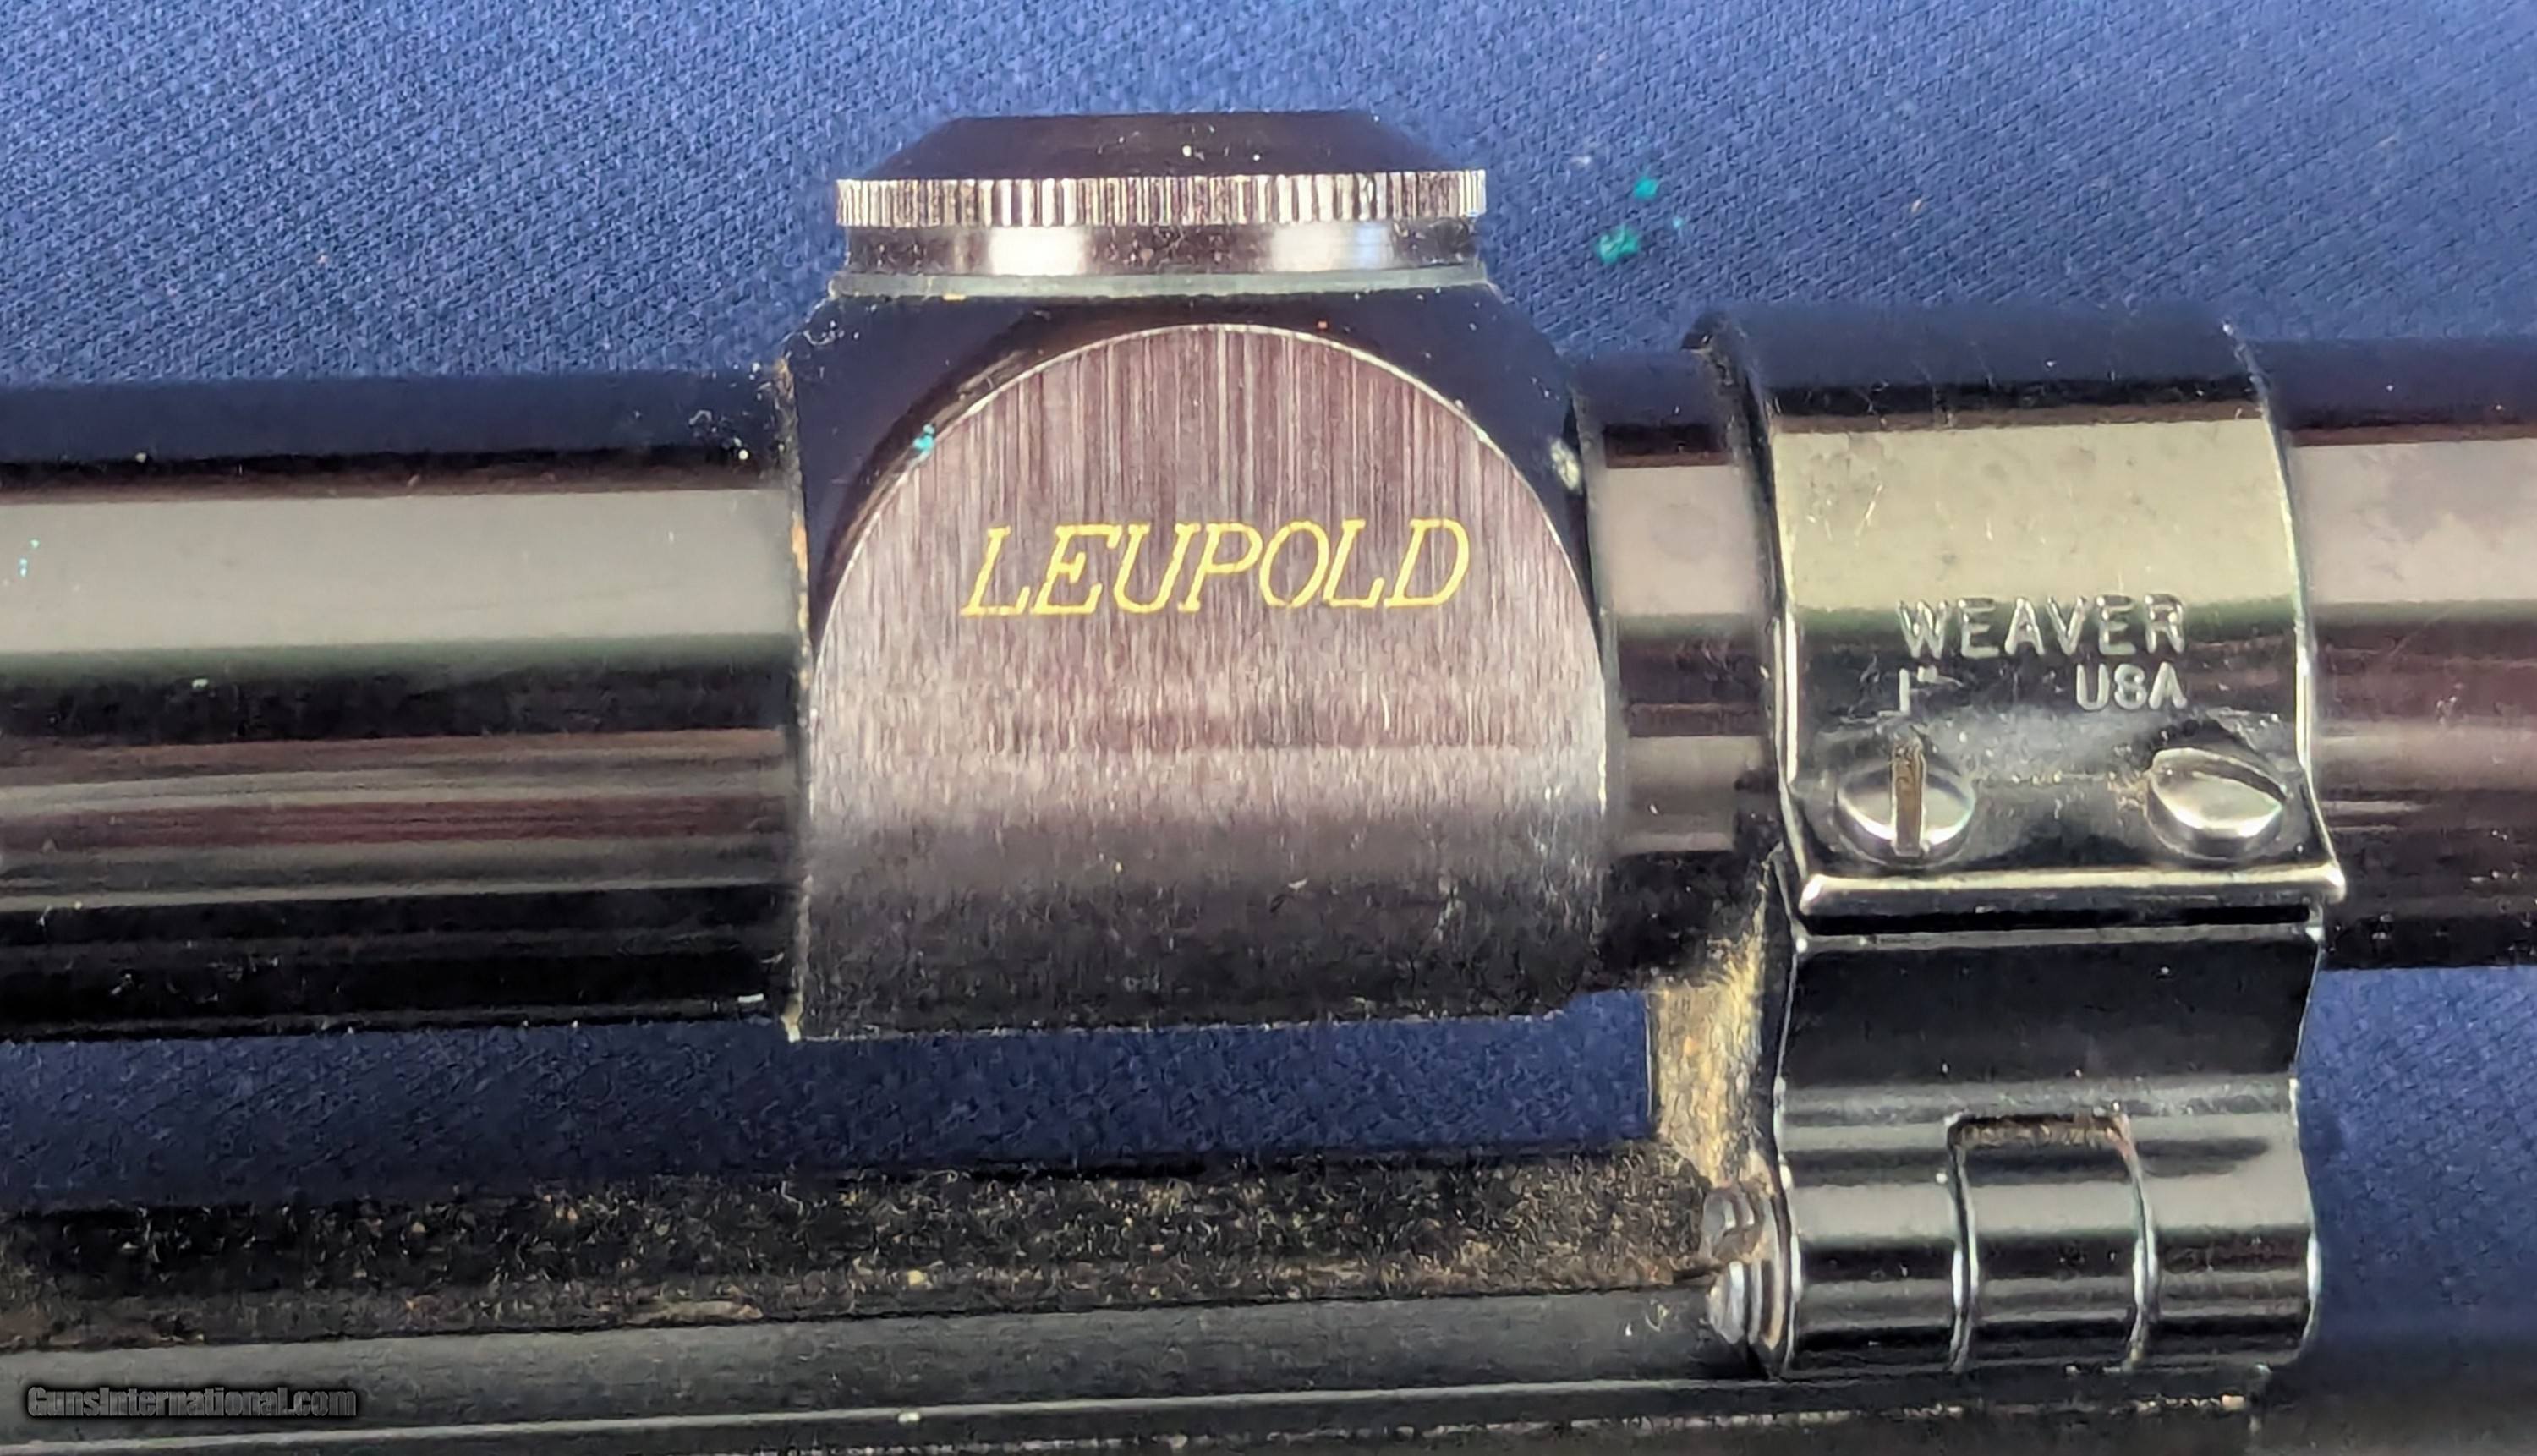 LEUPOLD
WEAVER
1" USA
GunsInternational.com